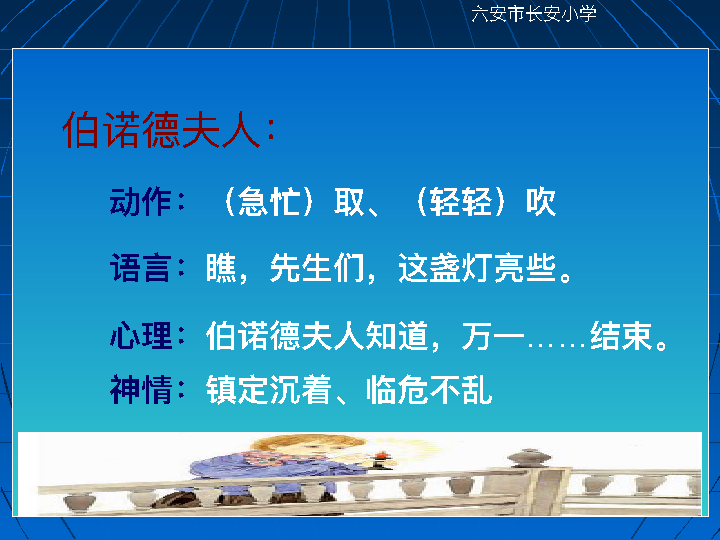 六安市长安小学
伯诺德夫人：
动作：（急忙）取、（轻轻）吹
语言：瞧，先生们，这盏灯亮些。
心理：伯诺德夫人知道，万一……结束。
神情：镇定沉着、临危不乱